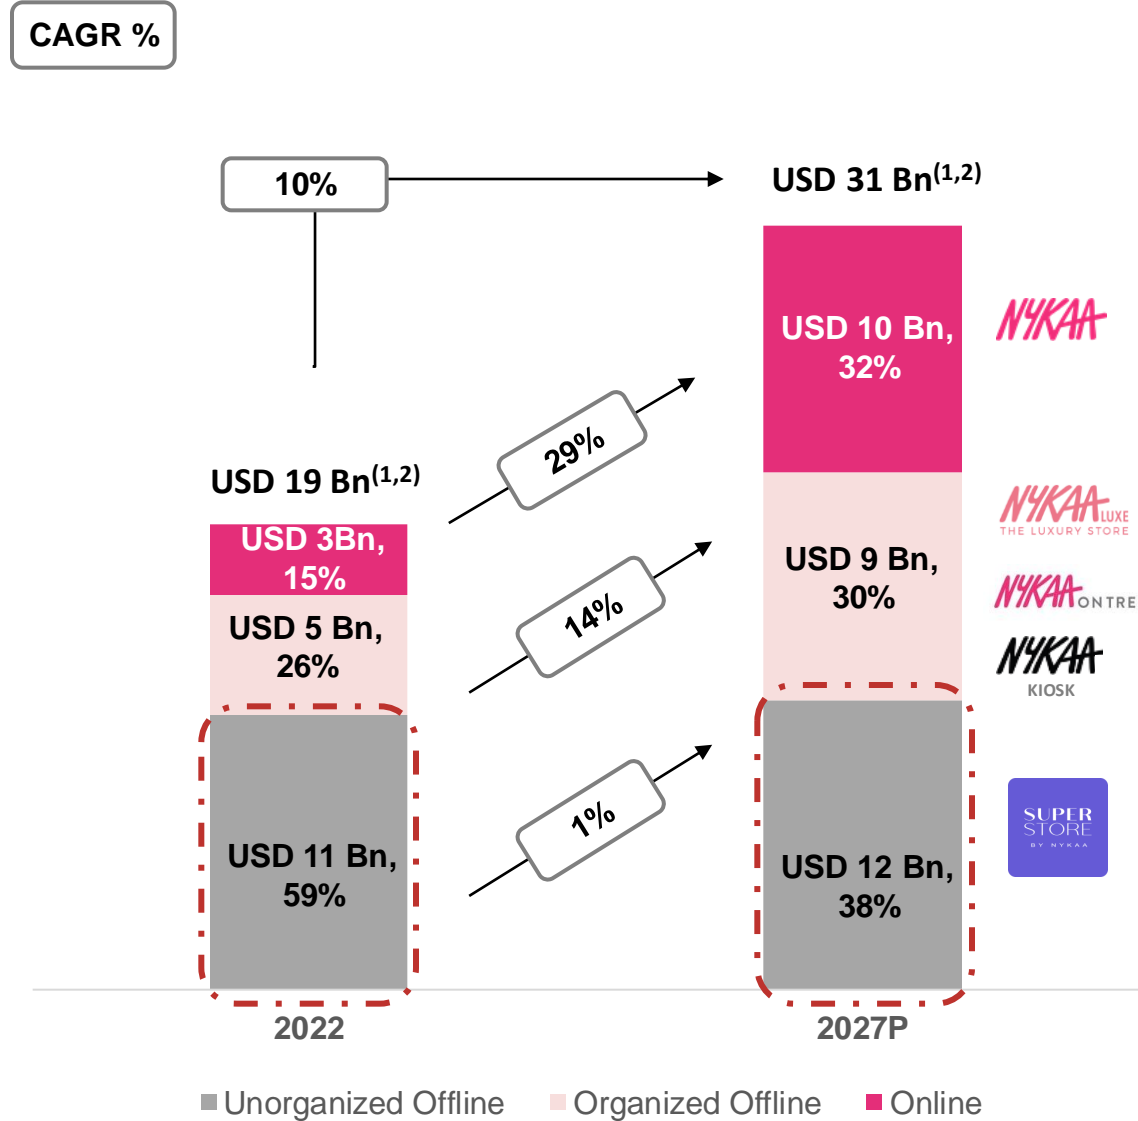 CAGR %
10%
USD 31 Bn(1,2)
USD 10 Bn,
32%
NYKAA
29%
USD 19 Bn(1,2)
USD 3Bn,
15%
NYKAA LUXE
THE LUXURY STORE
USD 9 Bn,
30%
14%
NYKAA ON TRE
USD 5 Bn,
26%
NYKAA
KIOSK
1%
SUPER
STORE
BY NYKAA
USD 11 Bn,
59%
USD 12 Bn,
38%
2022
2027P
Unorganized Offline Organized Offline Online